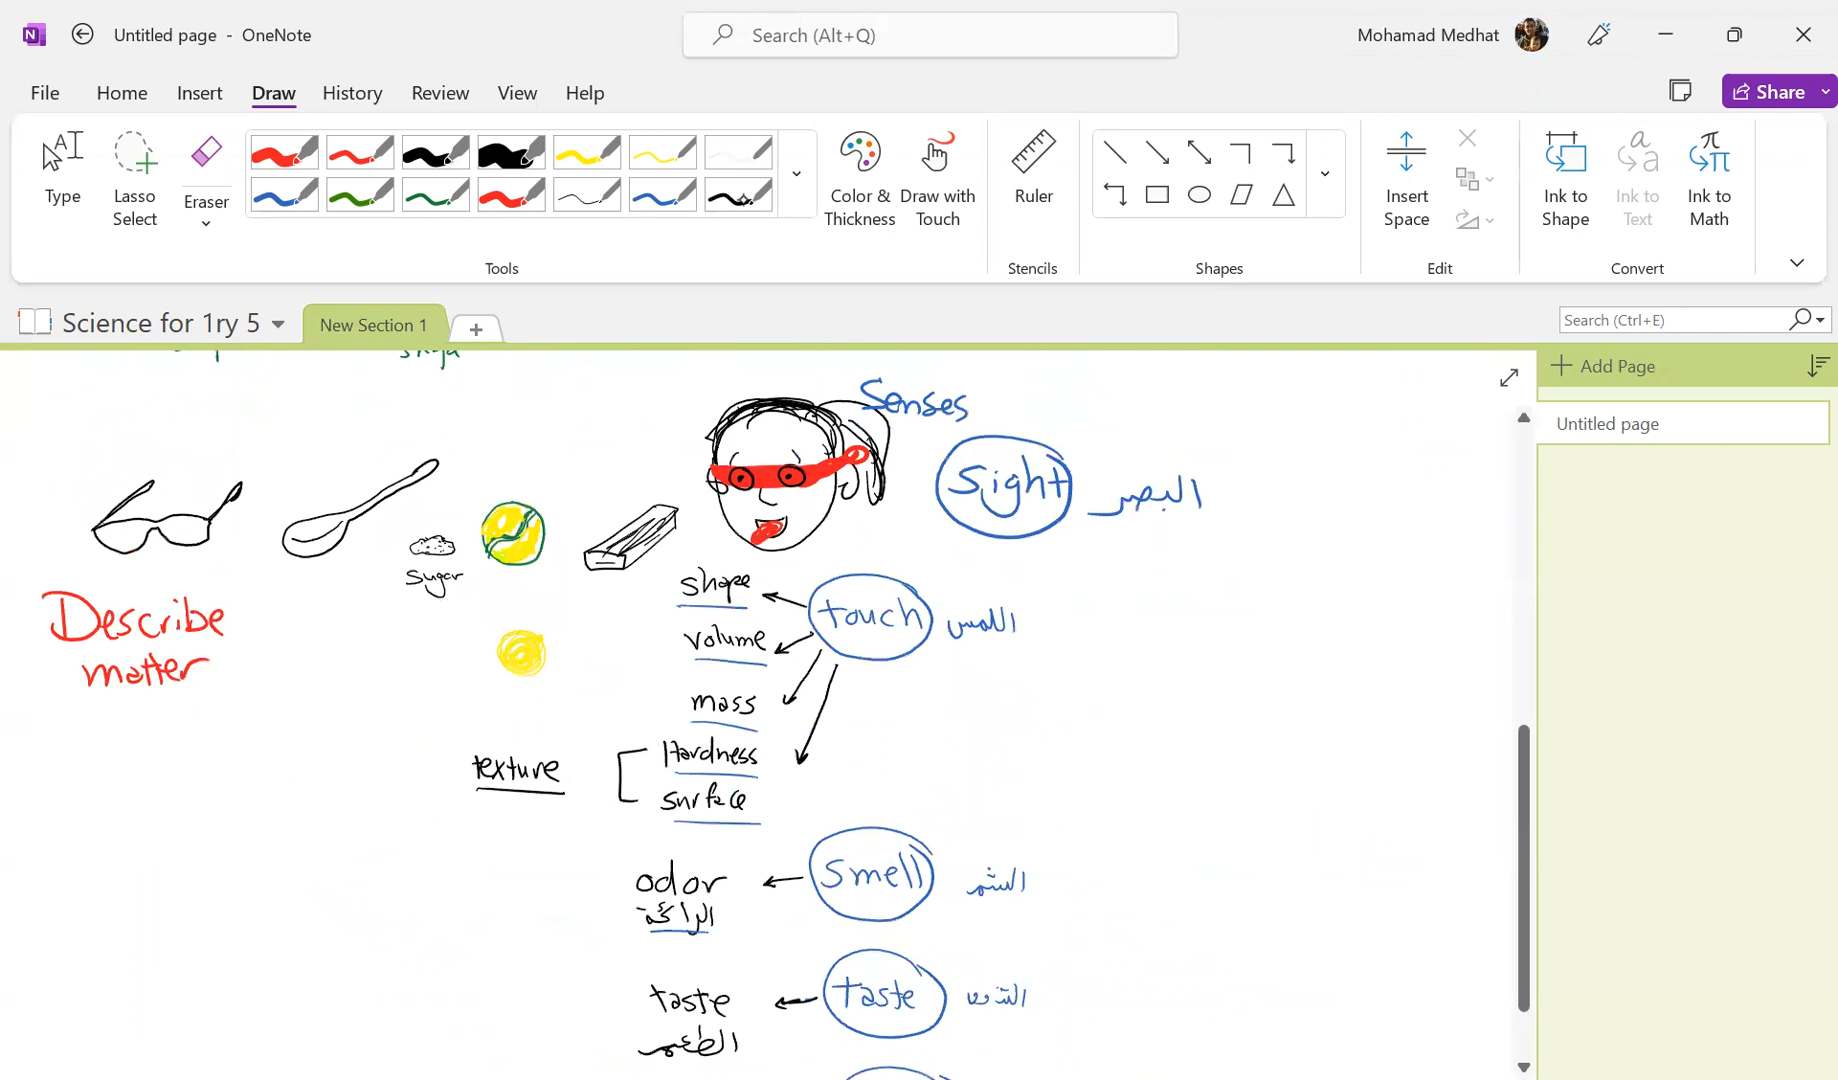 Untitled page - OneNote
Search (Alt+Q)
Mohamad Medhat
File Home Insert Draw History Review View Help
Share
Type
Lasso Select
Eraser
Color & Thickness
Draw with Touch
Ruler
Insert Space
Ink to Shape
Ink to Text
Ink to Math
Tools
Stencils
Shapes
Edit
Convert
Science for 1ry 5
New Section 1
Search (Ctrl+E)
Add Page
Untitled page
Senses
Sight البصر
sugar
Describe
matter
shape
touch اللمس
volume
mass
Hardness
texture
surface
odor
Smell الشم
الرائحة
taste
Taste
الطعم